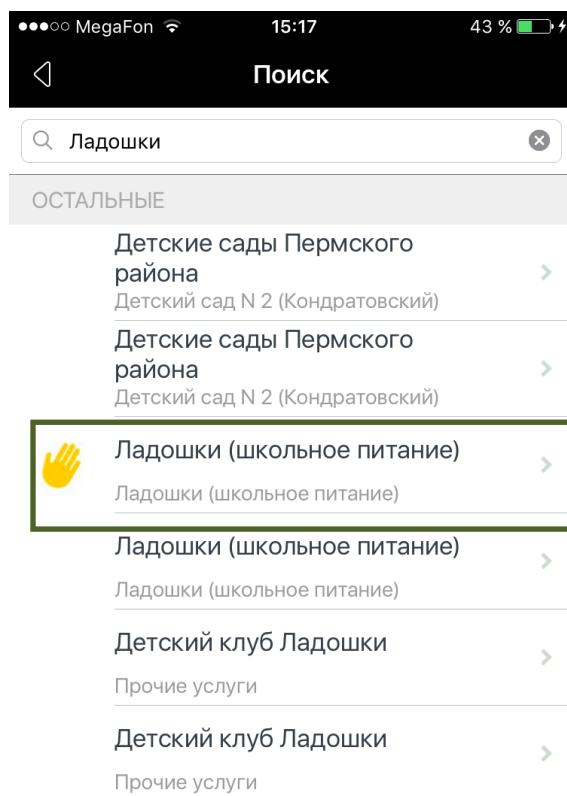 MegaFon 15:17 43 %
Поиск
Ладошки
ОСТАЛЬНЫЕ
Детские сады Пермского
района
Детский сад N 2 (Кондратовский)
Детские сады Пермского
района
Детский сад N 2 (Кондратовский)
Ладошки (школьное питание)
Ладошки (школьное питание)
Ладошки (школьное питание)
Ладошки (школьное питание)
Детский клуб Ладошки
Прочие услуги
Детский клуб Ладошки
Прочие услуги